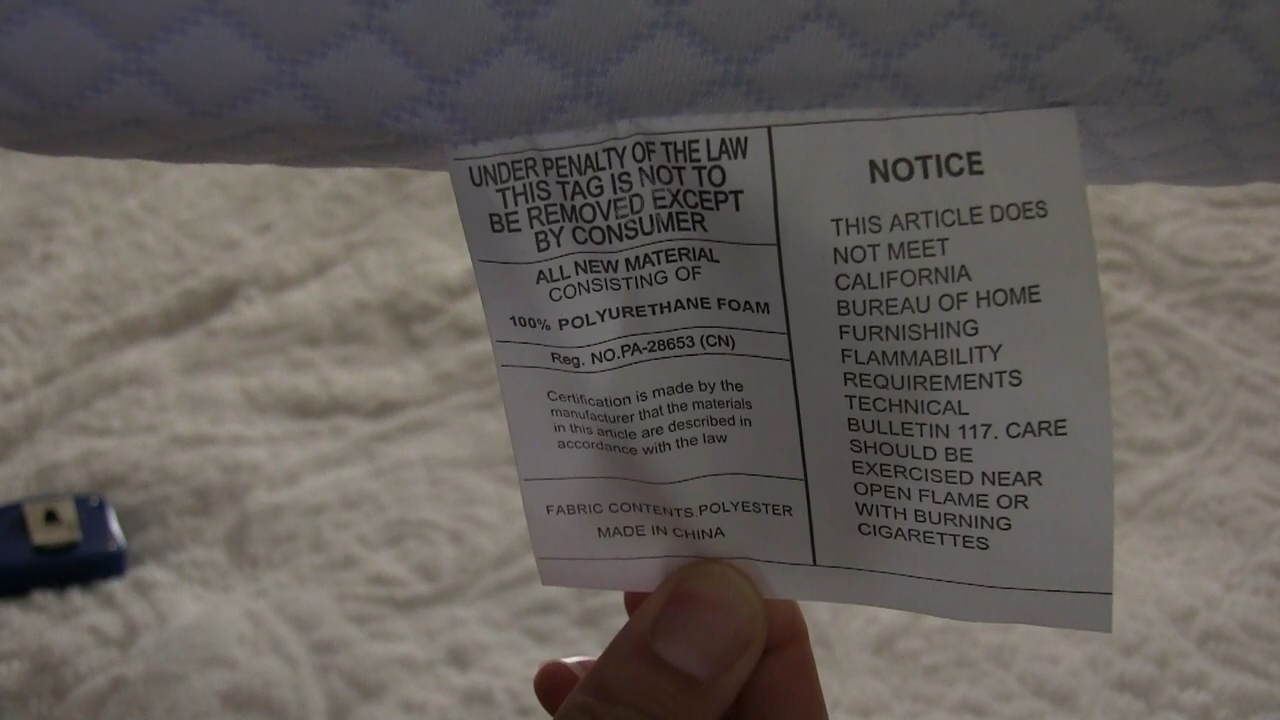 UNDER PENALTY OF THE LAW
THIS TAG IS NOT TO
BE REMOVED EXCEPT
BY CONSUMER
ALL NEW MATERIAL
CONSISTING OF
100% POLYURETHANE FOAM
Reg. NO.PA-28653 (CN)
Certification is made by the
manufacturer that the materials
in this article are described in
accordance with the law
FABRIC CONTENTS.POLYESTER
MADE IN CHINA
NOTICE
THIS ARTICLE DOES
NOT MEET
CALIFORNIA
BUREAU OF HOME
FURNISHING
FLAMMABILITY
REQUIREMENTS
TECHNICAL
BULLETIN 117. CARE
SHOULD BE
EXERCISED NEAR
OPEN FLAME OR
WITH BURNING
CIGARETTES